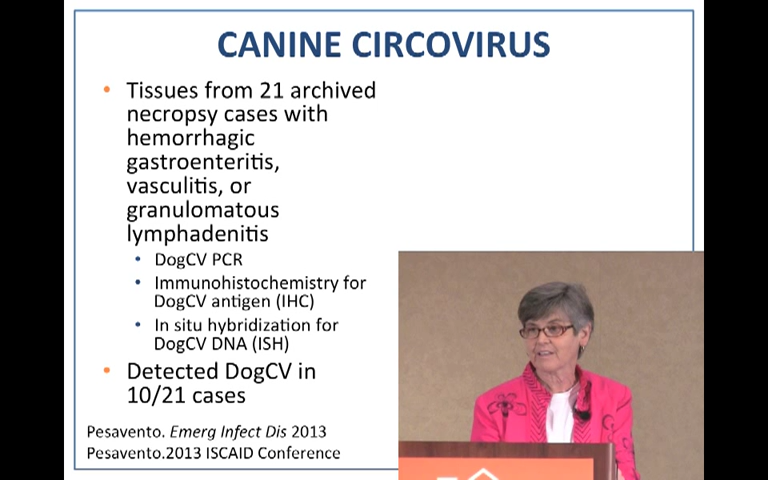 CANINE CIRCOVIRUS
• Tissues from 21 archived
necropsy cases with
hemorrhagic
gastroenteritis,
vasculitis, or
granulomatous
lymphadenitis
• DogCV PCR
• Immunohistochemistry for
DogCV antigen (IHC)
• In situ hybridization for
DogCV DNA (ISH)
• Detected DogCV in
10/21 cases
Pesavento. Emerg Infect Dis 2013
Pesavento.2013 ISCAID Conference